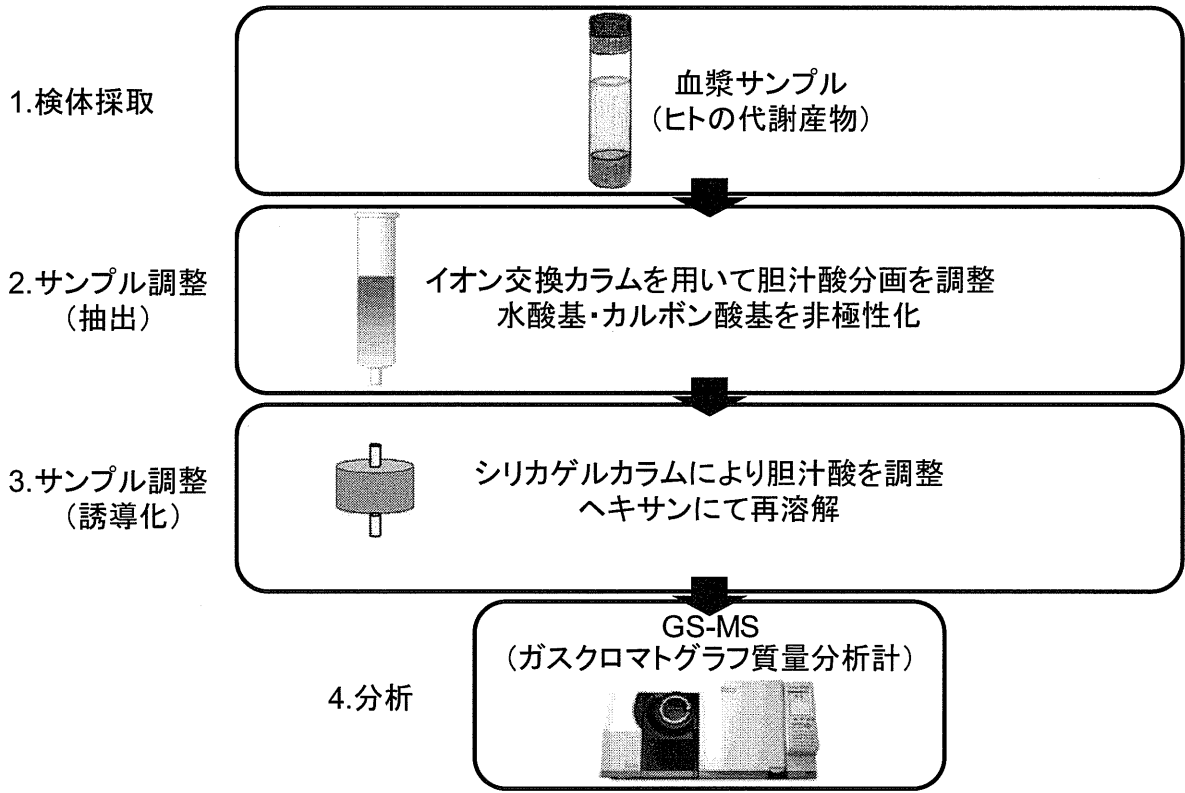 1.検体採取
血漿サンプル
（ヒトの代謝産物）
2.サンプル調整
（抽出）
イオン交換カラムを用いて胆汁酸分画を調整
水酸基・カルボン酸基を非極性化
3.サンプル調整
（誘導化）
シリカゲルカラムにより胆汁酸を調整
ヘキサンにて再溶解
4.分析
GS-MS
（ガスクロマトグラフ質量分析計）